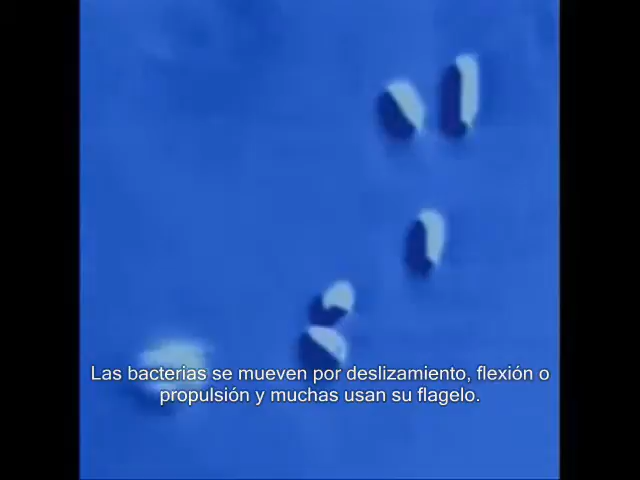 Las bacterias se mueven por deslizamiento, flexión o
propulsión y muchas usan su flagelo.